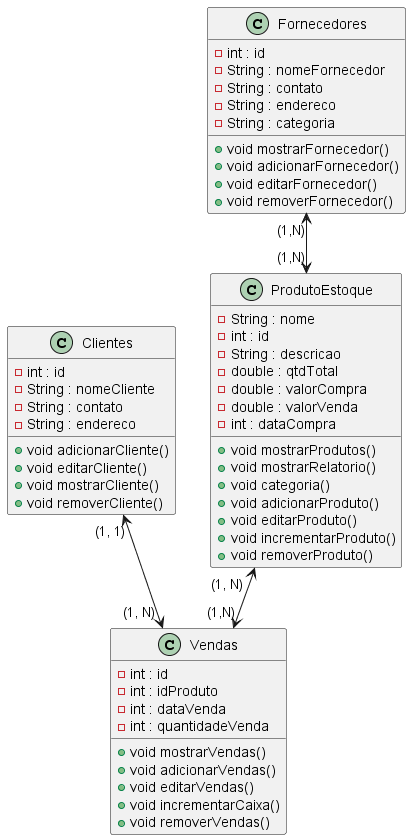 C Fornecedores
int : id
String : nomeFornecedor
String : contato
String : endereco
String : categoria
void mostrarFornecedor()
void adicionarFornecedor()
void editarFornecedor()
void removerFornecedor()
(1,N)
(1,N)
C ProdutoEstoque
String : nome
int : id
String : descricao
double : qtdTotal
double : valorCompra
double : valorVenda
int : dataCompra
void mostrarProdutos()
void mostrarRelatorio()
void categoria()
void adicionarProduto()
void editarProduto()
void incrementarProduto()
void removerProduto()
C Clientes
int : id
String : nomeCliente
String : contato
String : endereco
void adicionarCliente()
void editarCliente()
void mostrarCliente()
void removerCliente()
(1, 1)
(1, N)
(1, N)
(1,N)
C Vendas
int : id
int : idProduto
int : dataVenda
int : quantidadeVenda
void mostrarVendas()
void adicionarVendas()
void editarVendas()
void incrementarCaixa()
void removerVendas()